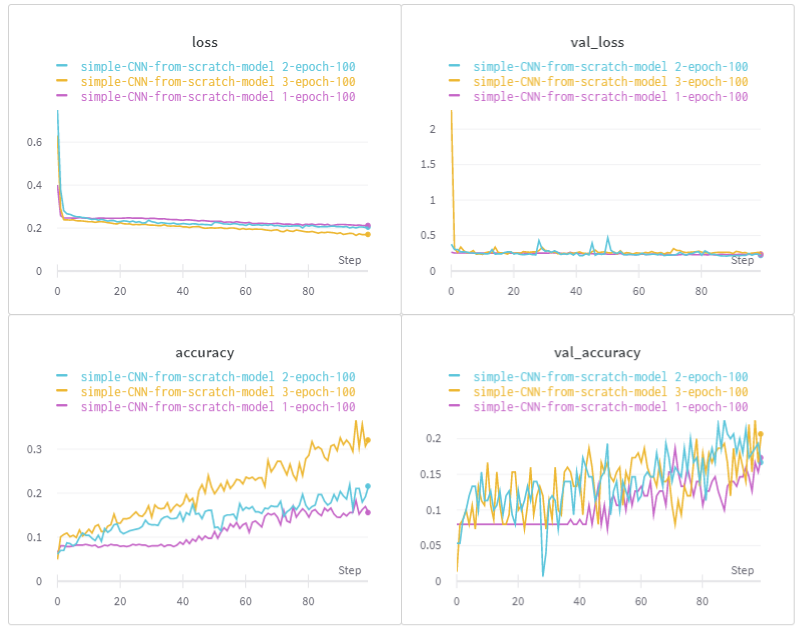 loss
simple-CNN-from-scratch-model 2-epoch-100
simple-CNN-from-scratch-model 3-epoch-100
simple-CNN-from-scratch-model 1-epoch-100
0.6
0.4
0.2
0
Step
0 20 40 60 80
val_loss
simple-CNN-from-scratch-model 2-epoch-100
simple-CNN-from-scratch-model 3-epoch-100
simple-CNN-from-scratch-model 1-epoch-100
2
1.5
1
0.5
0
Step
0 20 40 60 80
accuracy
simple-CNN-from-scratch-model 2-epoch-100
simple-CNN-from-scratch-model 3-epoch-100
simple-CNN-from-scratch-model 1-epoch-100
0.3
0.2
0.1
0
Step
0 20 40 60 80
val_accuracy
simple-CNN-from-scratch-model 2-epoch-100
simple-CNN-from-scratch-model 3-epoch-100
simple-CNN-from-scratch-model 1-epoch-100
0.2
0.15
0.1
0.05
0
Step
0 20 40 60 80